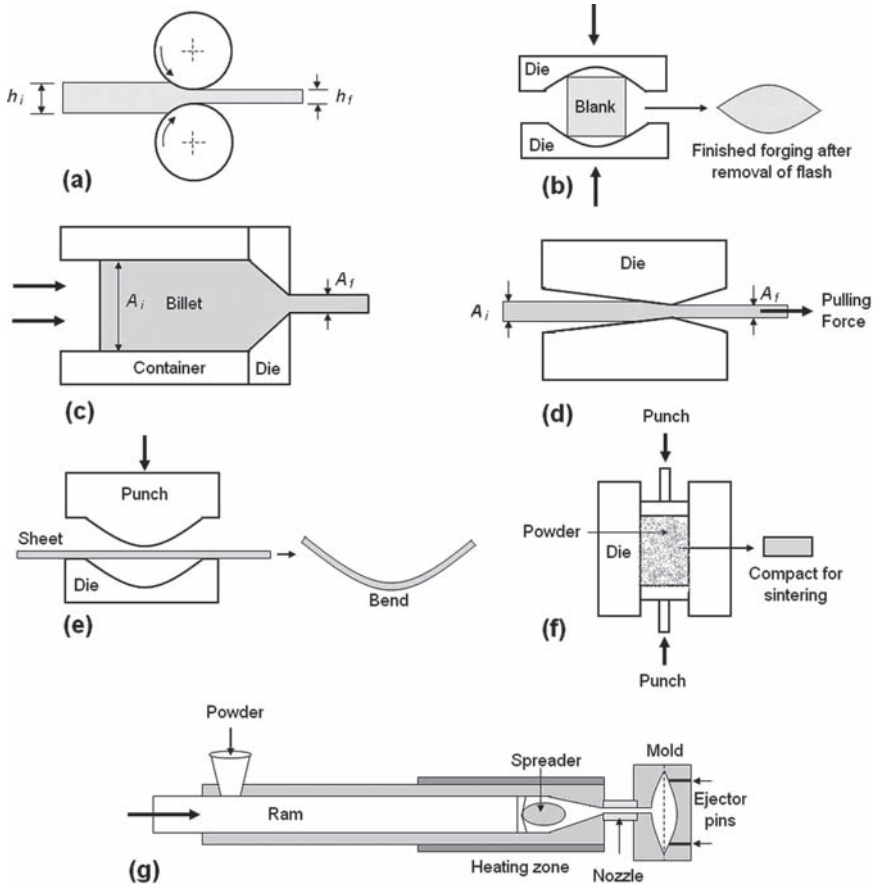 h_i
h_f
(a)
Die
Blank
Die
(b)
Finished forging after
removal of flash
A_i
Billet
A_f
Container
Die
(c)
Die
A_i
A_f
Pulling
Force
(d)
Punch
Sheet
Die
Bend
(e)
Punch
Powder
Die
Compact for
sintering
(f)
Punch
Powder
Ram
Spreader
Mold
Ejector
pins
Heating zone
Nozzle
(g)